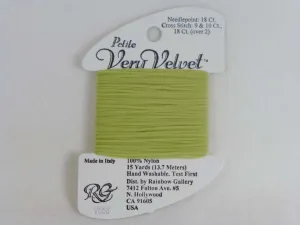 Needlepoint: 18 Ct.
Cross Stitch: 9 & 10 Ct.
18 Ct. (over 2)
Petite
Very Velvet™
Made in Italy
100% Nylon
15 Yards (13.7 Meters)
Hand Washable. Test First
Dist. by Rainbow Gallery
7412 Fulton Ave. #5
N. Hollywood
CA 91605
USA
RG